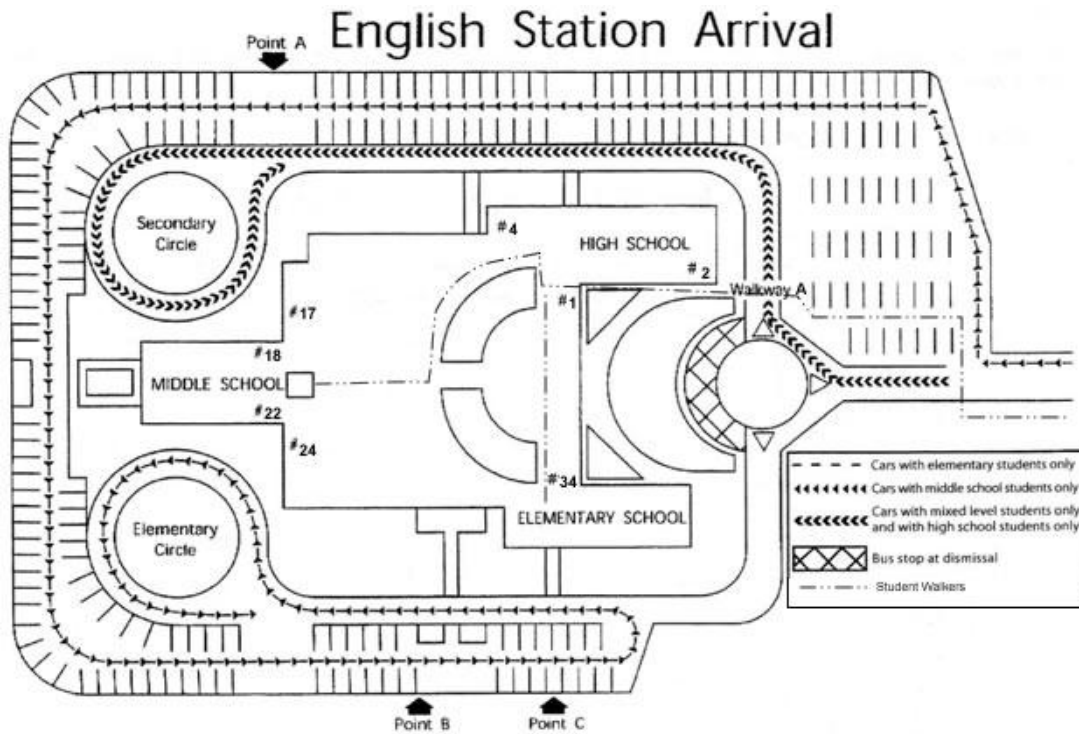 English Station Arrival
Point A
Secondary
Circle
#4
HIGH SCHOOL
#2
#1
Walkway A
#17
#18
MIDDLE SCHOOL
#22
#24
#34
Elementary
Circle
ELEMENTARY SCHOOL
Cars with elementary students only
Cars with middle school students only
Cars with mixed level students only
and with high school students only
Bus stop at dismissal
Student Walkers
Point B
Point C